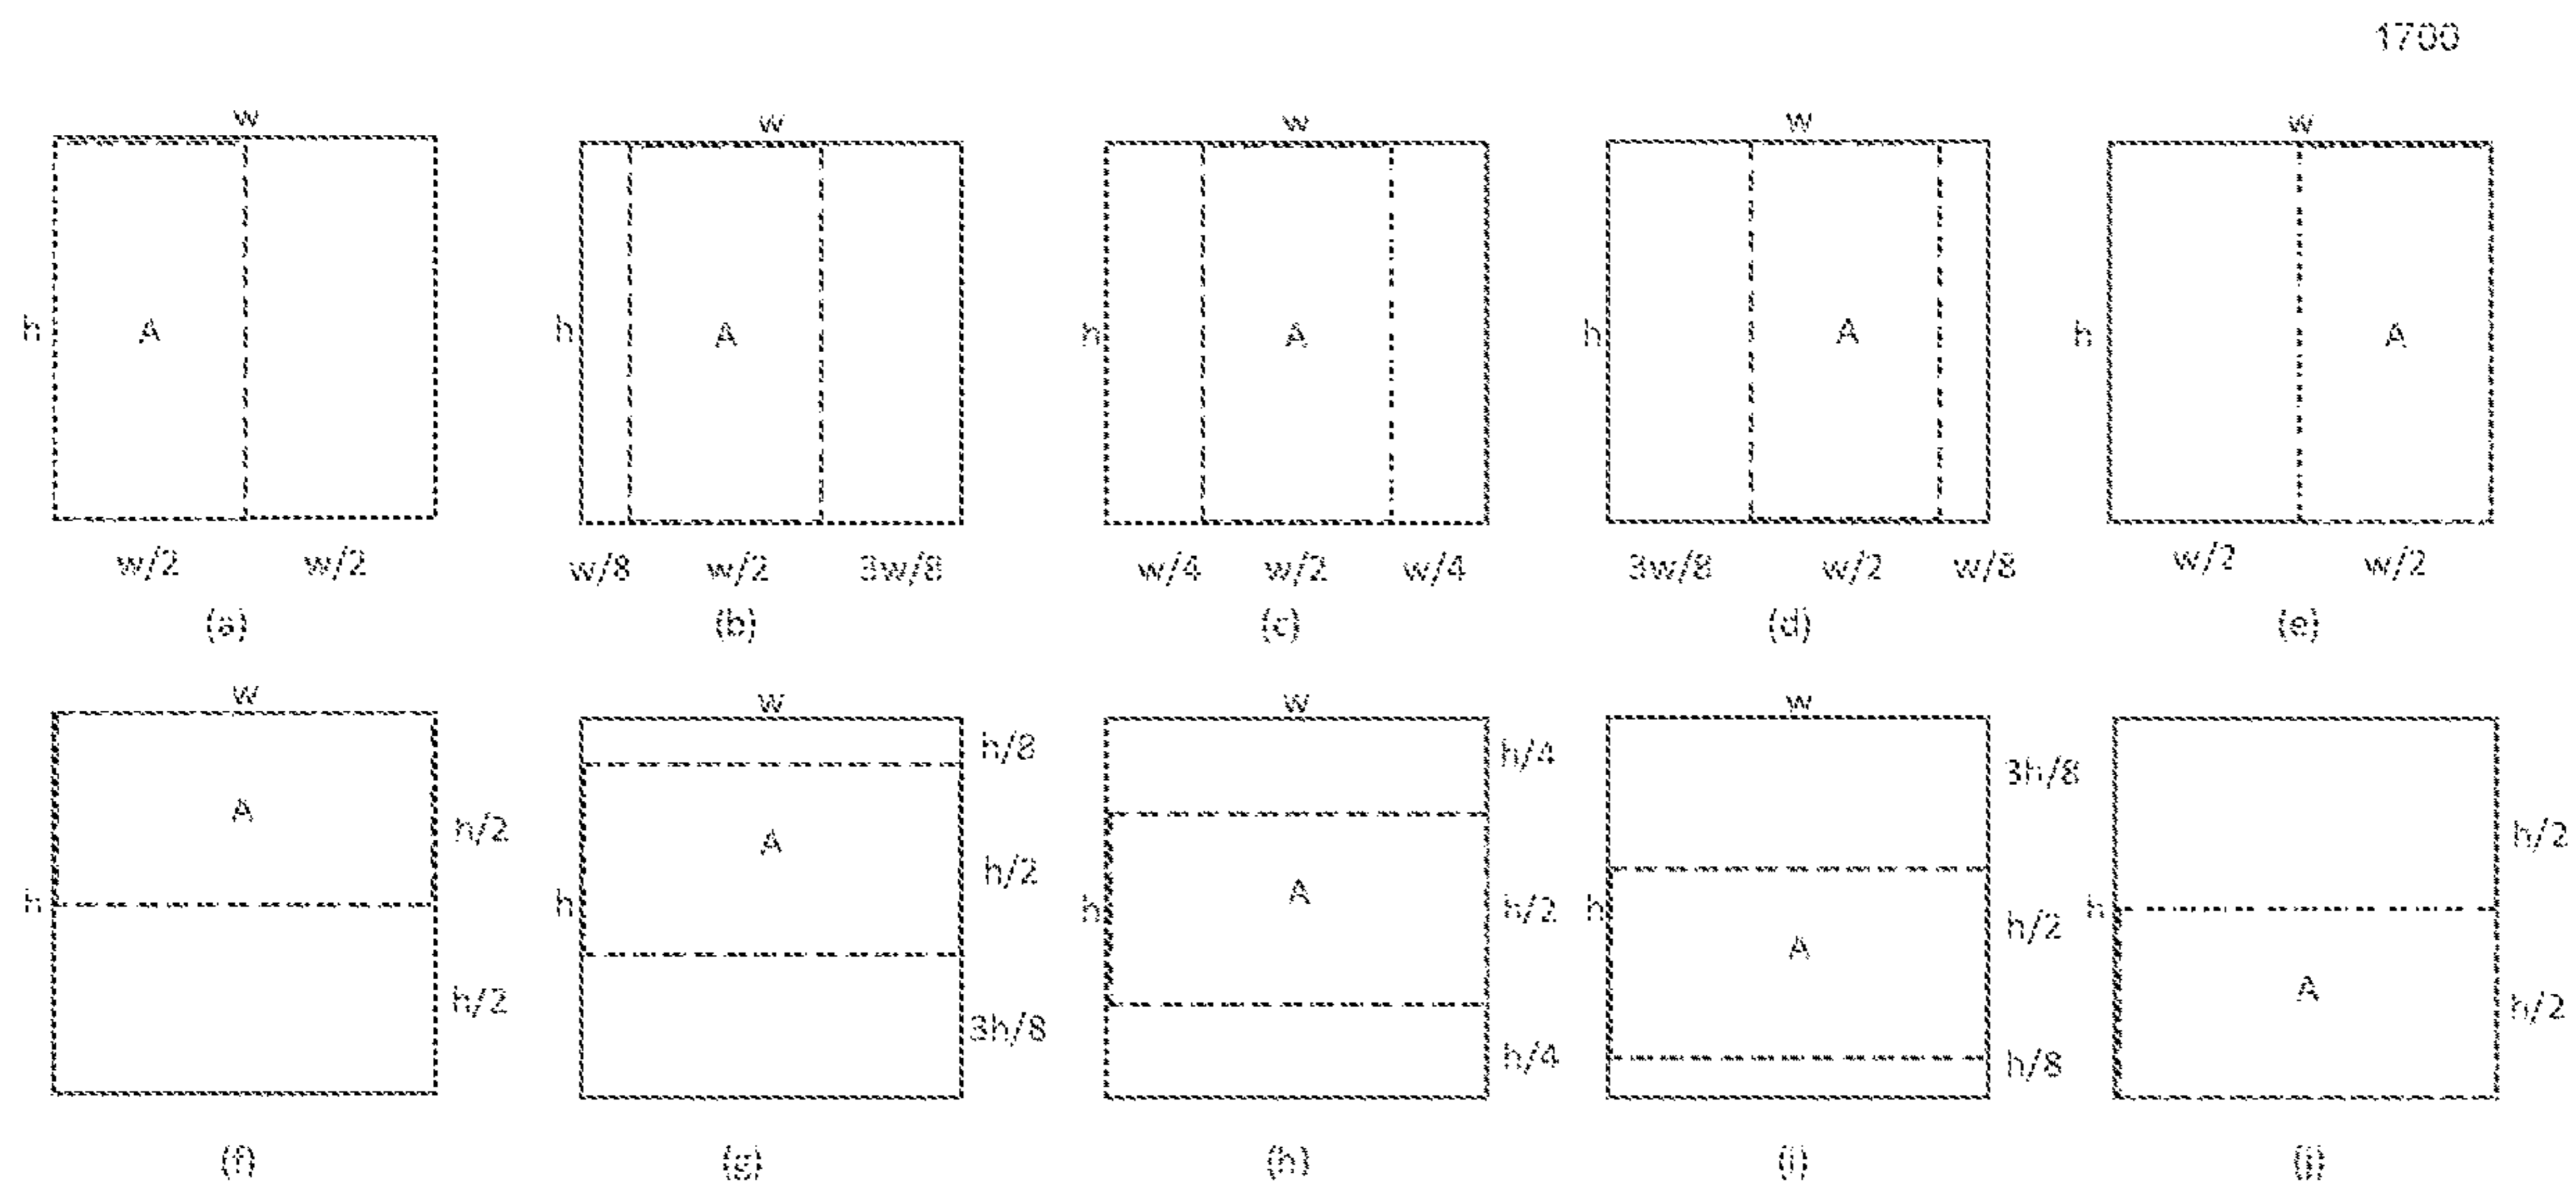 1700
w w w w w
h A h A h A h A h A
w/2 w/2 w/8 w/2 3w/8 w/4 w/2 w/4 3w/8 w/2 w/8 w/2 w/2
(a) (b) (c) (d) (e)
w w w w
h/8 h/4 3h/8
A h/2 A h/2 A h/2 A h/2 h/2
h h h h h
h/2 3h/8 h/4 h/8 A h/2
(f) (g) (h) (i) (j)